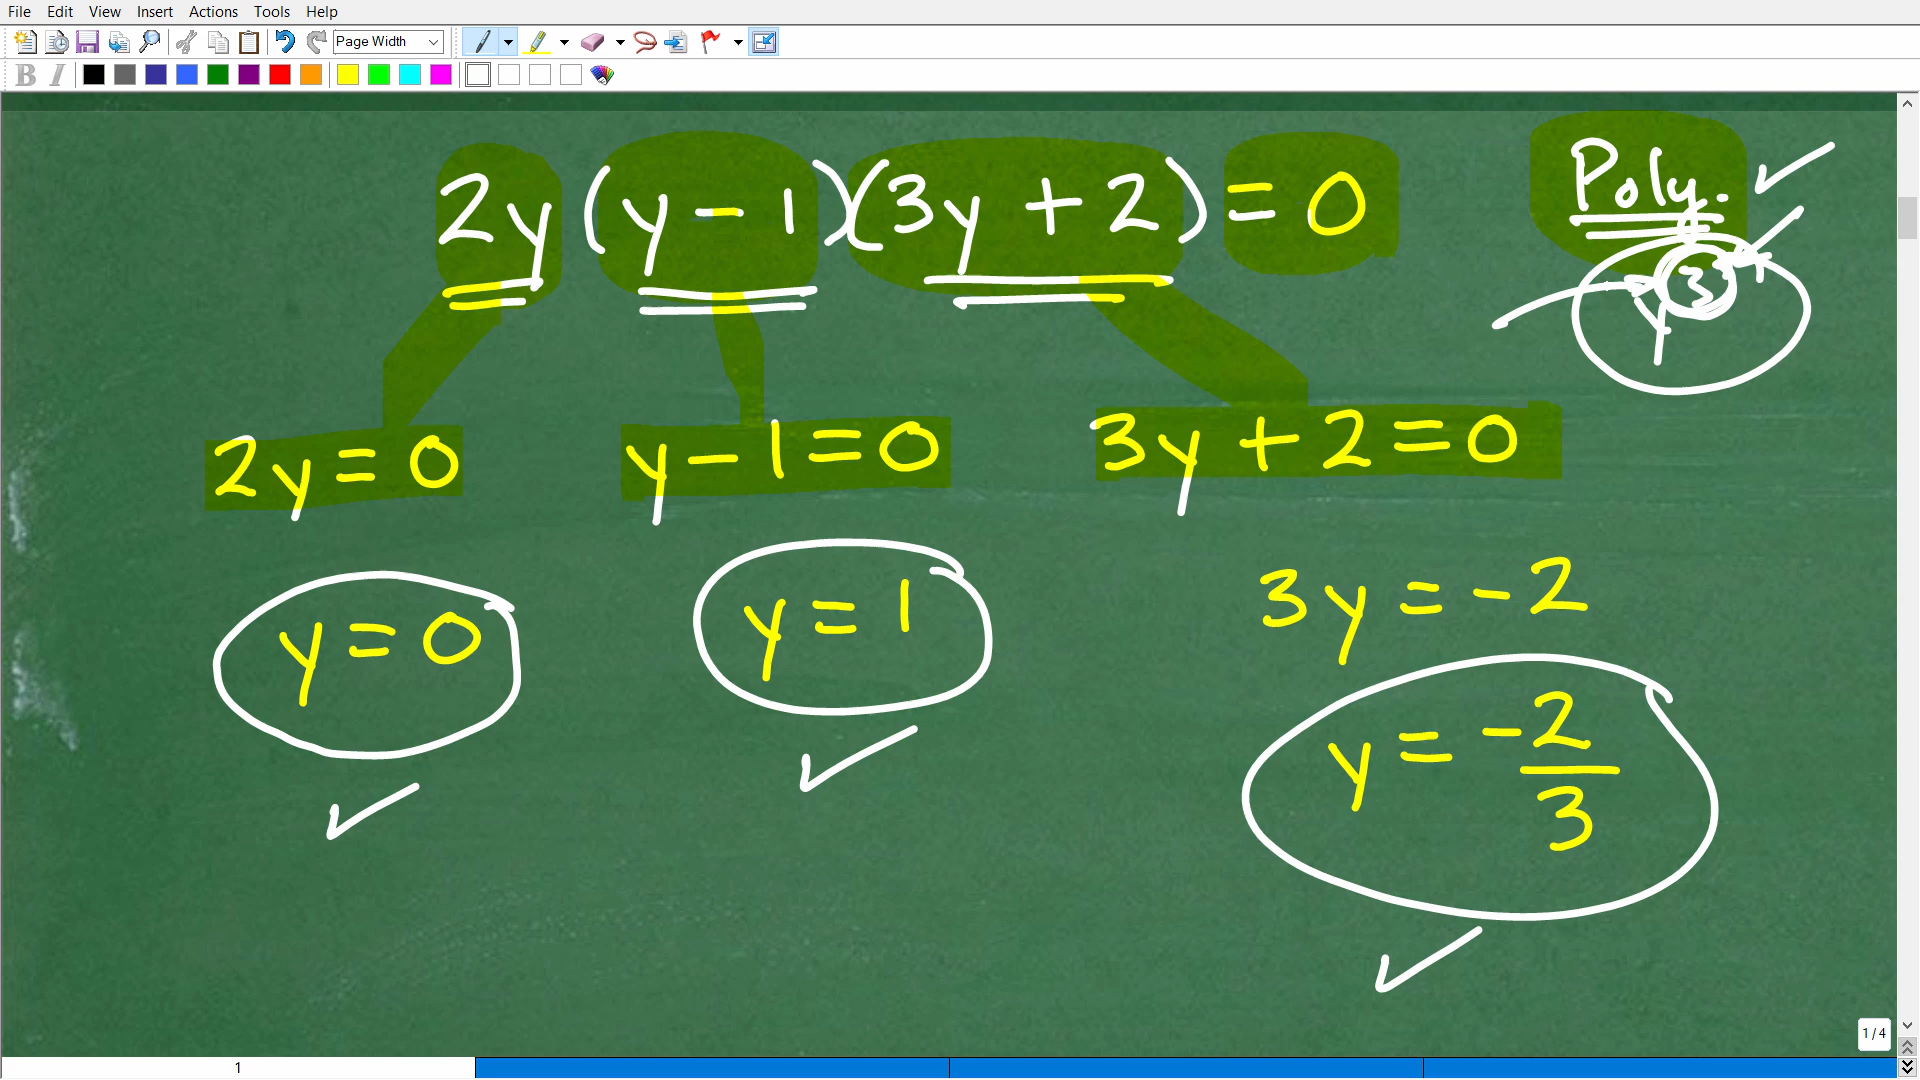 File Edit View Insert Actions Tools Help
Page Width
B I
2y (y - 1)(3y + 2) = 0
Poly.
y³
2y = 0
y - 1 = 0
3y + 2 = 0
y = 0
y = 1
3y = -2
y = -2/3
1 / 4
1